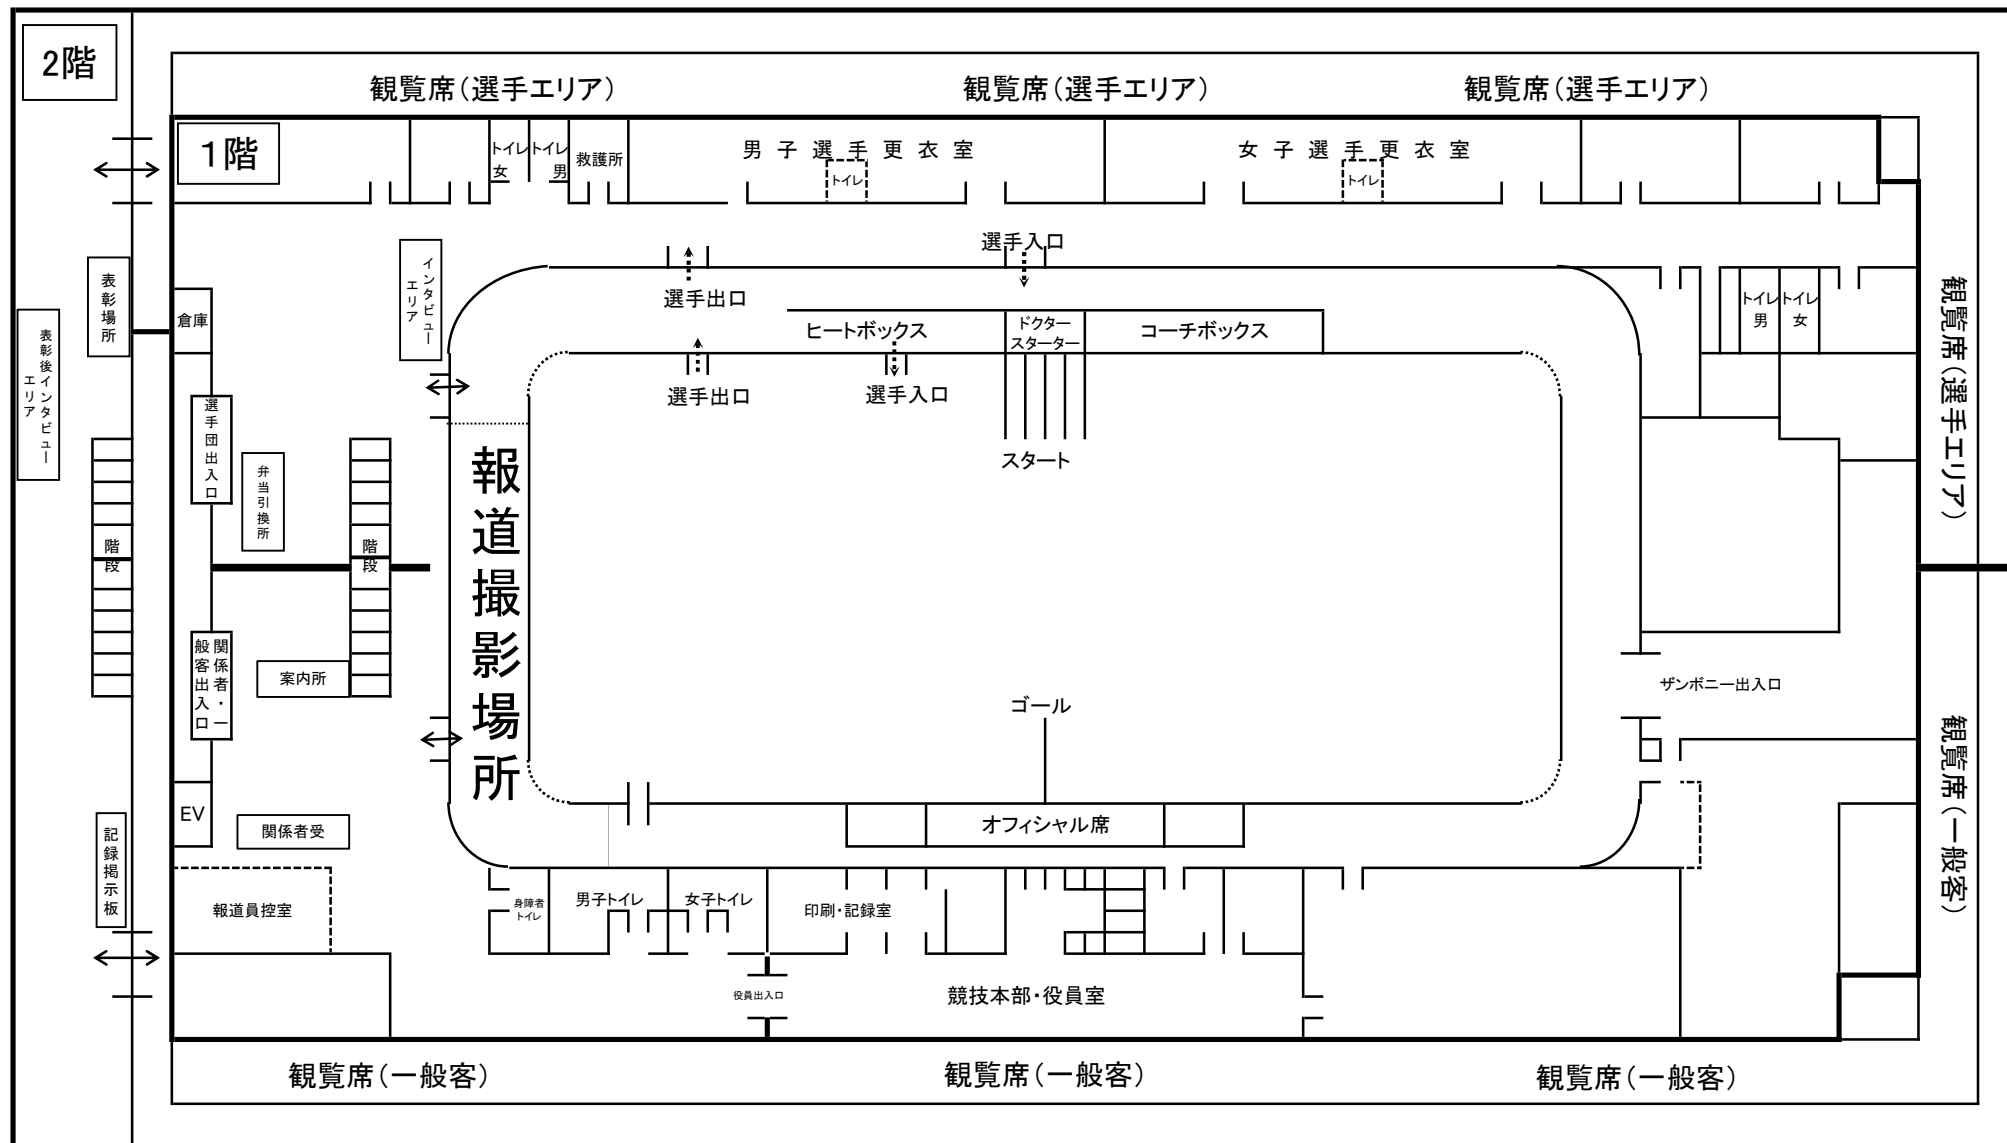 2階
観覧席(選手エリア)
観覧席(選手エリア)
観覧席(選手エリア)
1階
トイレ
女
トイレ
男
救護所
男子選手更衣室
トイレ
女子選手更衣室
トイレ
表彰場所
表彰後インタビュー
エリア
倉庫
インタビュー
エリア
選手出口
選手入口
ヒートボックス
ドクター
スターター
コーチボックス
選手出口
選手入口
スタート
トイレ
男
トイレ
女
観覧席(選手エリア)
選手団出入口
弁当引換所
階段
階段
報道撮影場所
関係者・一
般客出入口
案内所
ゴール
ザンボニー出入口
観覧席(一般客)
EV
関係者受
オフィシャル席
記録掲示板
報道員控室
身障者
トイレ
男子トイレ
女子トイレ
印刷・記録室
役員出入口
競技本部・役員室
観覧席(一般客)
観覧席(一般客)
観覧席(一般客)